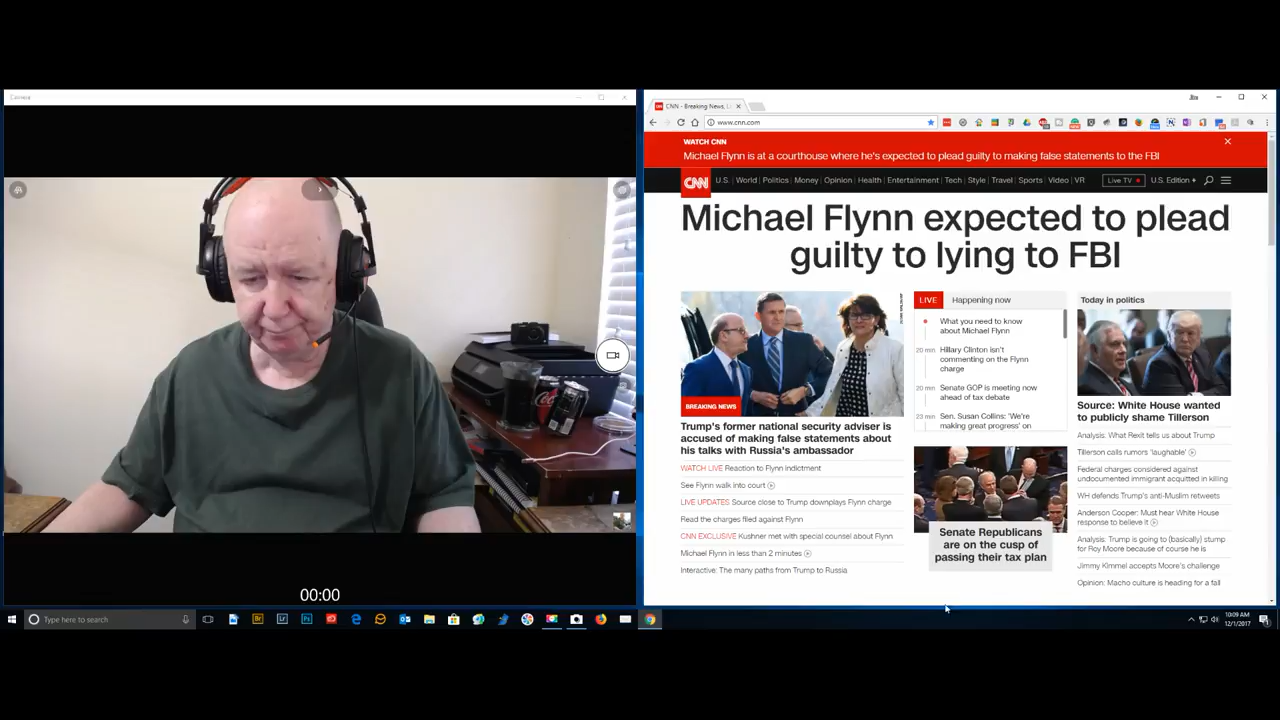 Camera
00:00
CNN - Breaking News, L
www.cnn.com
WATCH CNN
Michael Flynn is at a courthouse where he's expected to plead guilty to making false statements to the FBI
CNN
U.S. World Politics Money Opinion Health Entertainment Tech Style Travel Sports Video VR
Live TV
U.S. Edition +
Michael Flynn expected to plead
guilty to lying to FBI
BREAKING NEWS
Trump's former national security adviser is
accused of making false statements about
his talks with Russia's ambassador
WATCH LIVE Reaction to Flynn indictment
See Flynn walk into court
LIVE UPDATES Source close to Trump downplays Flynn charge
Read the charges filed against Flynn
CNN EXCLUSIVE Kushner met with special counsel about Flynn
Michael Flynn in less than 2 minutes
Interactive: The many paths from Trump to Russia
LIVE Happening now
What you need to know
about Michael Flynn
20 min Hillary Clinton isn't
commenting on the Flynn
charge
20 min Senate GOP is meeting now
ahead of tax debate
23 min Sen. Susan Collins: 'We're
making great progress' on
Senate Republicans
are on the cusp of
passing their tax plan
Today in politics
Source: White House wanted
to publicly shame Tillerson
Analysis: What Rexit tells us about Trump
Tillerson calls rumors 'laughable'
Federal charges considered against
undocumented immigrant acquitted in killing
WH defends Trump's anti-Muslim retweets
Anderson Cooper: Must hear White House
response to believe it
Analysis: Trump is going to (basically) stump
for Roy Moore because of course he is
Jimmy Kimmel accepts Moore's challenge
Opinion: Macho culture is heading for a fall
Type here to search
10:09 AM
12/1/2017